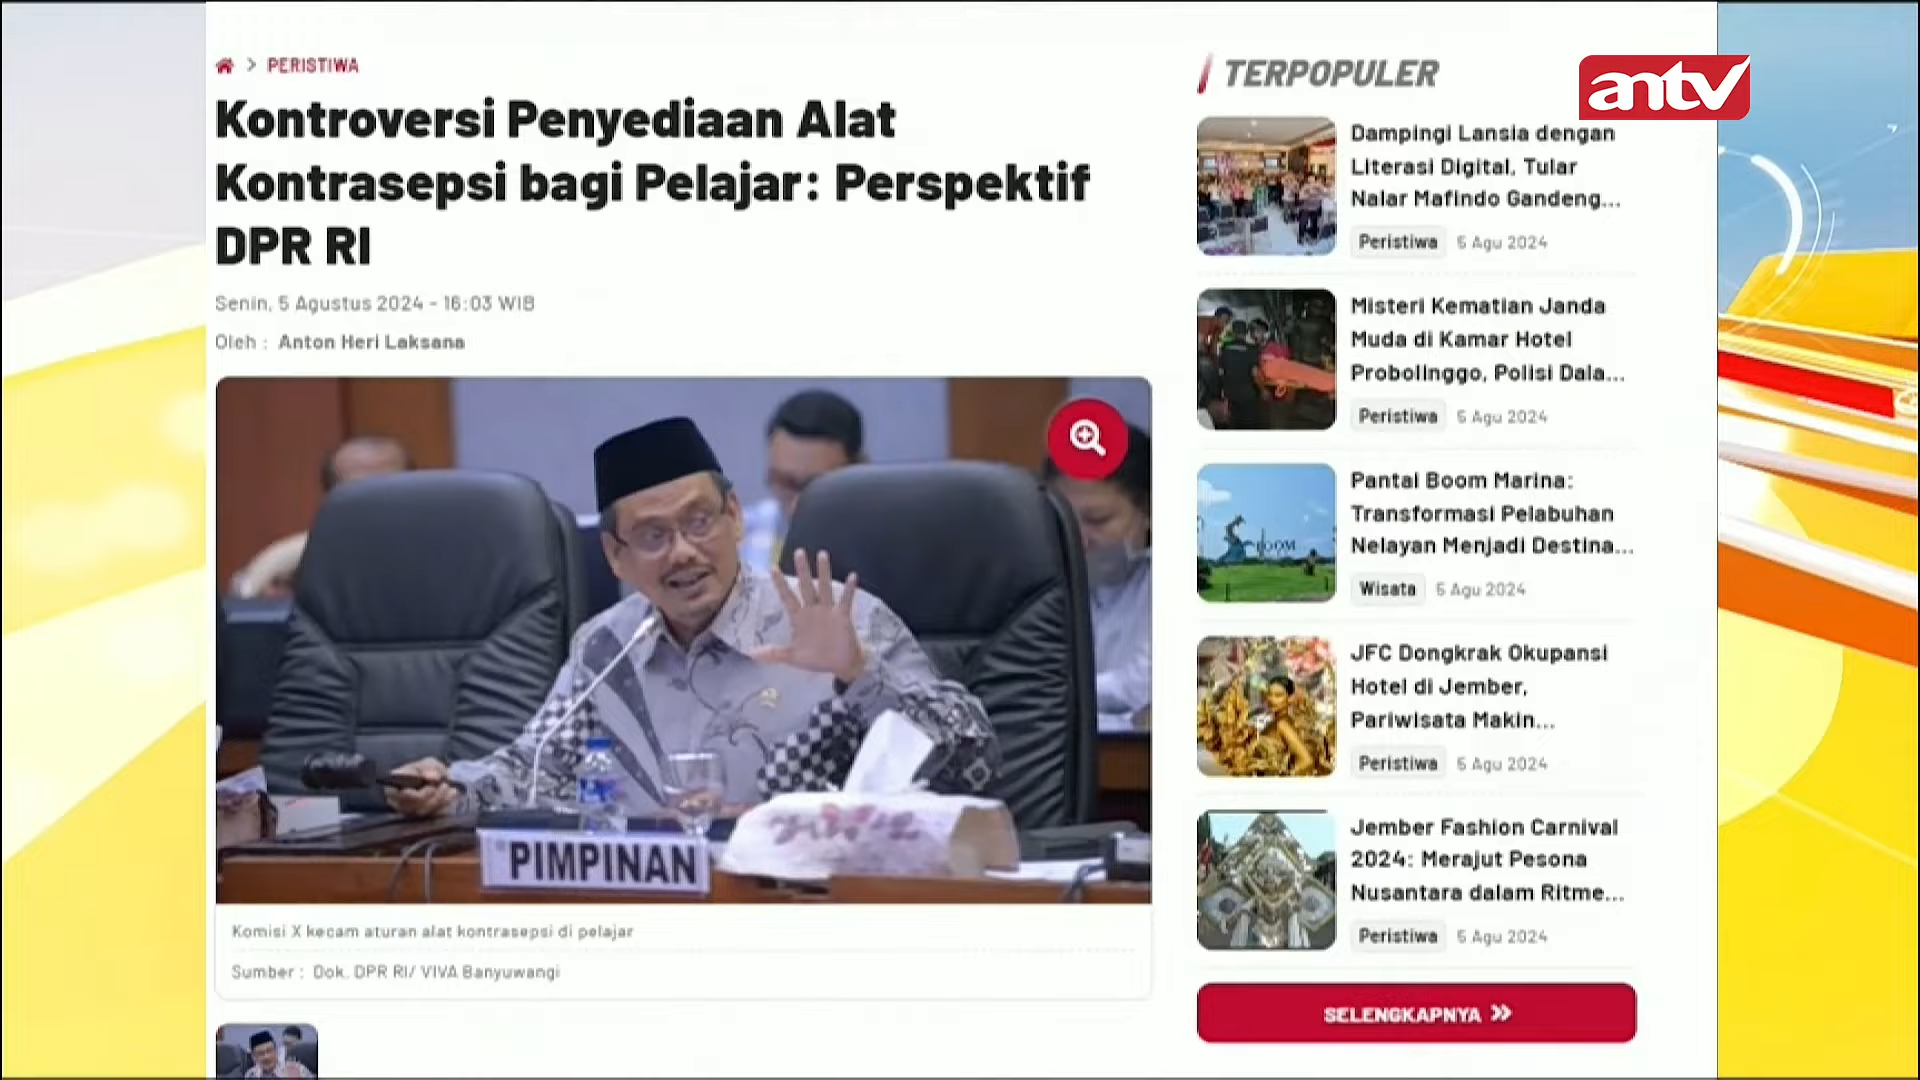 PERISTIWA
Kontroversi Penyediaan Alat
Kontrasepsi bagi Pelajar: Perspektif
DPR RI
Senin, 5 Agustus 2024 - 16:03 WIB
Oleh : Anton Heri Laksana
PIMPINAN
Komisi X kecam aturan alat kontrasepsi di pelajar
Sumber : Dok. DPR RI/ VIVA Banyuwangi
TERPOPULER
antv
Dampingi Lansia dengan
Literasi Digital, Tular
Nalar Mafindo Gandeng...
Peristiwa 5 Agu 2024
Misteri Kematian Janda
Muda di Kamar Hotel
Probolinggo, Polisi Dala...
Peristiwa 5 Agu 2024
BOOM
Pantai Boom Marina:
Transformasi Pelabuhan
Nelayan Menjadi Destina...
Wisata 5 Agu 2024
JFC Dongkrak Okupansi
Hotel di Jember,
Pariwisata Makin...
Peristiwa 5 Agu 2024
Jember Fashion Carnival
2024: Merajut Pesona
Nusantara dalam Ritme...
Peristiwa 5 Agu 2024
SELENGKAPNYA